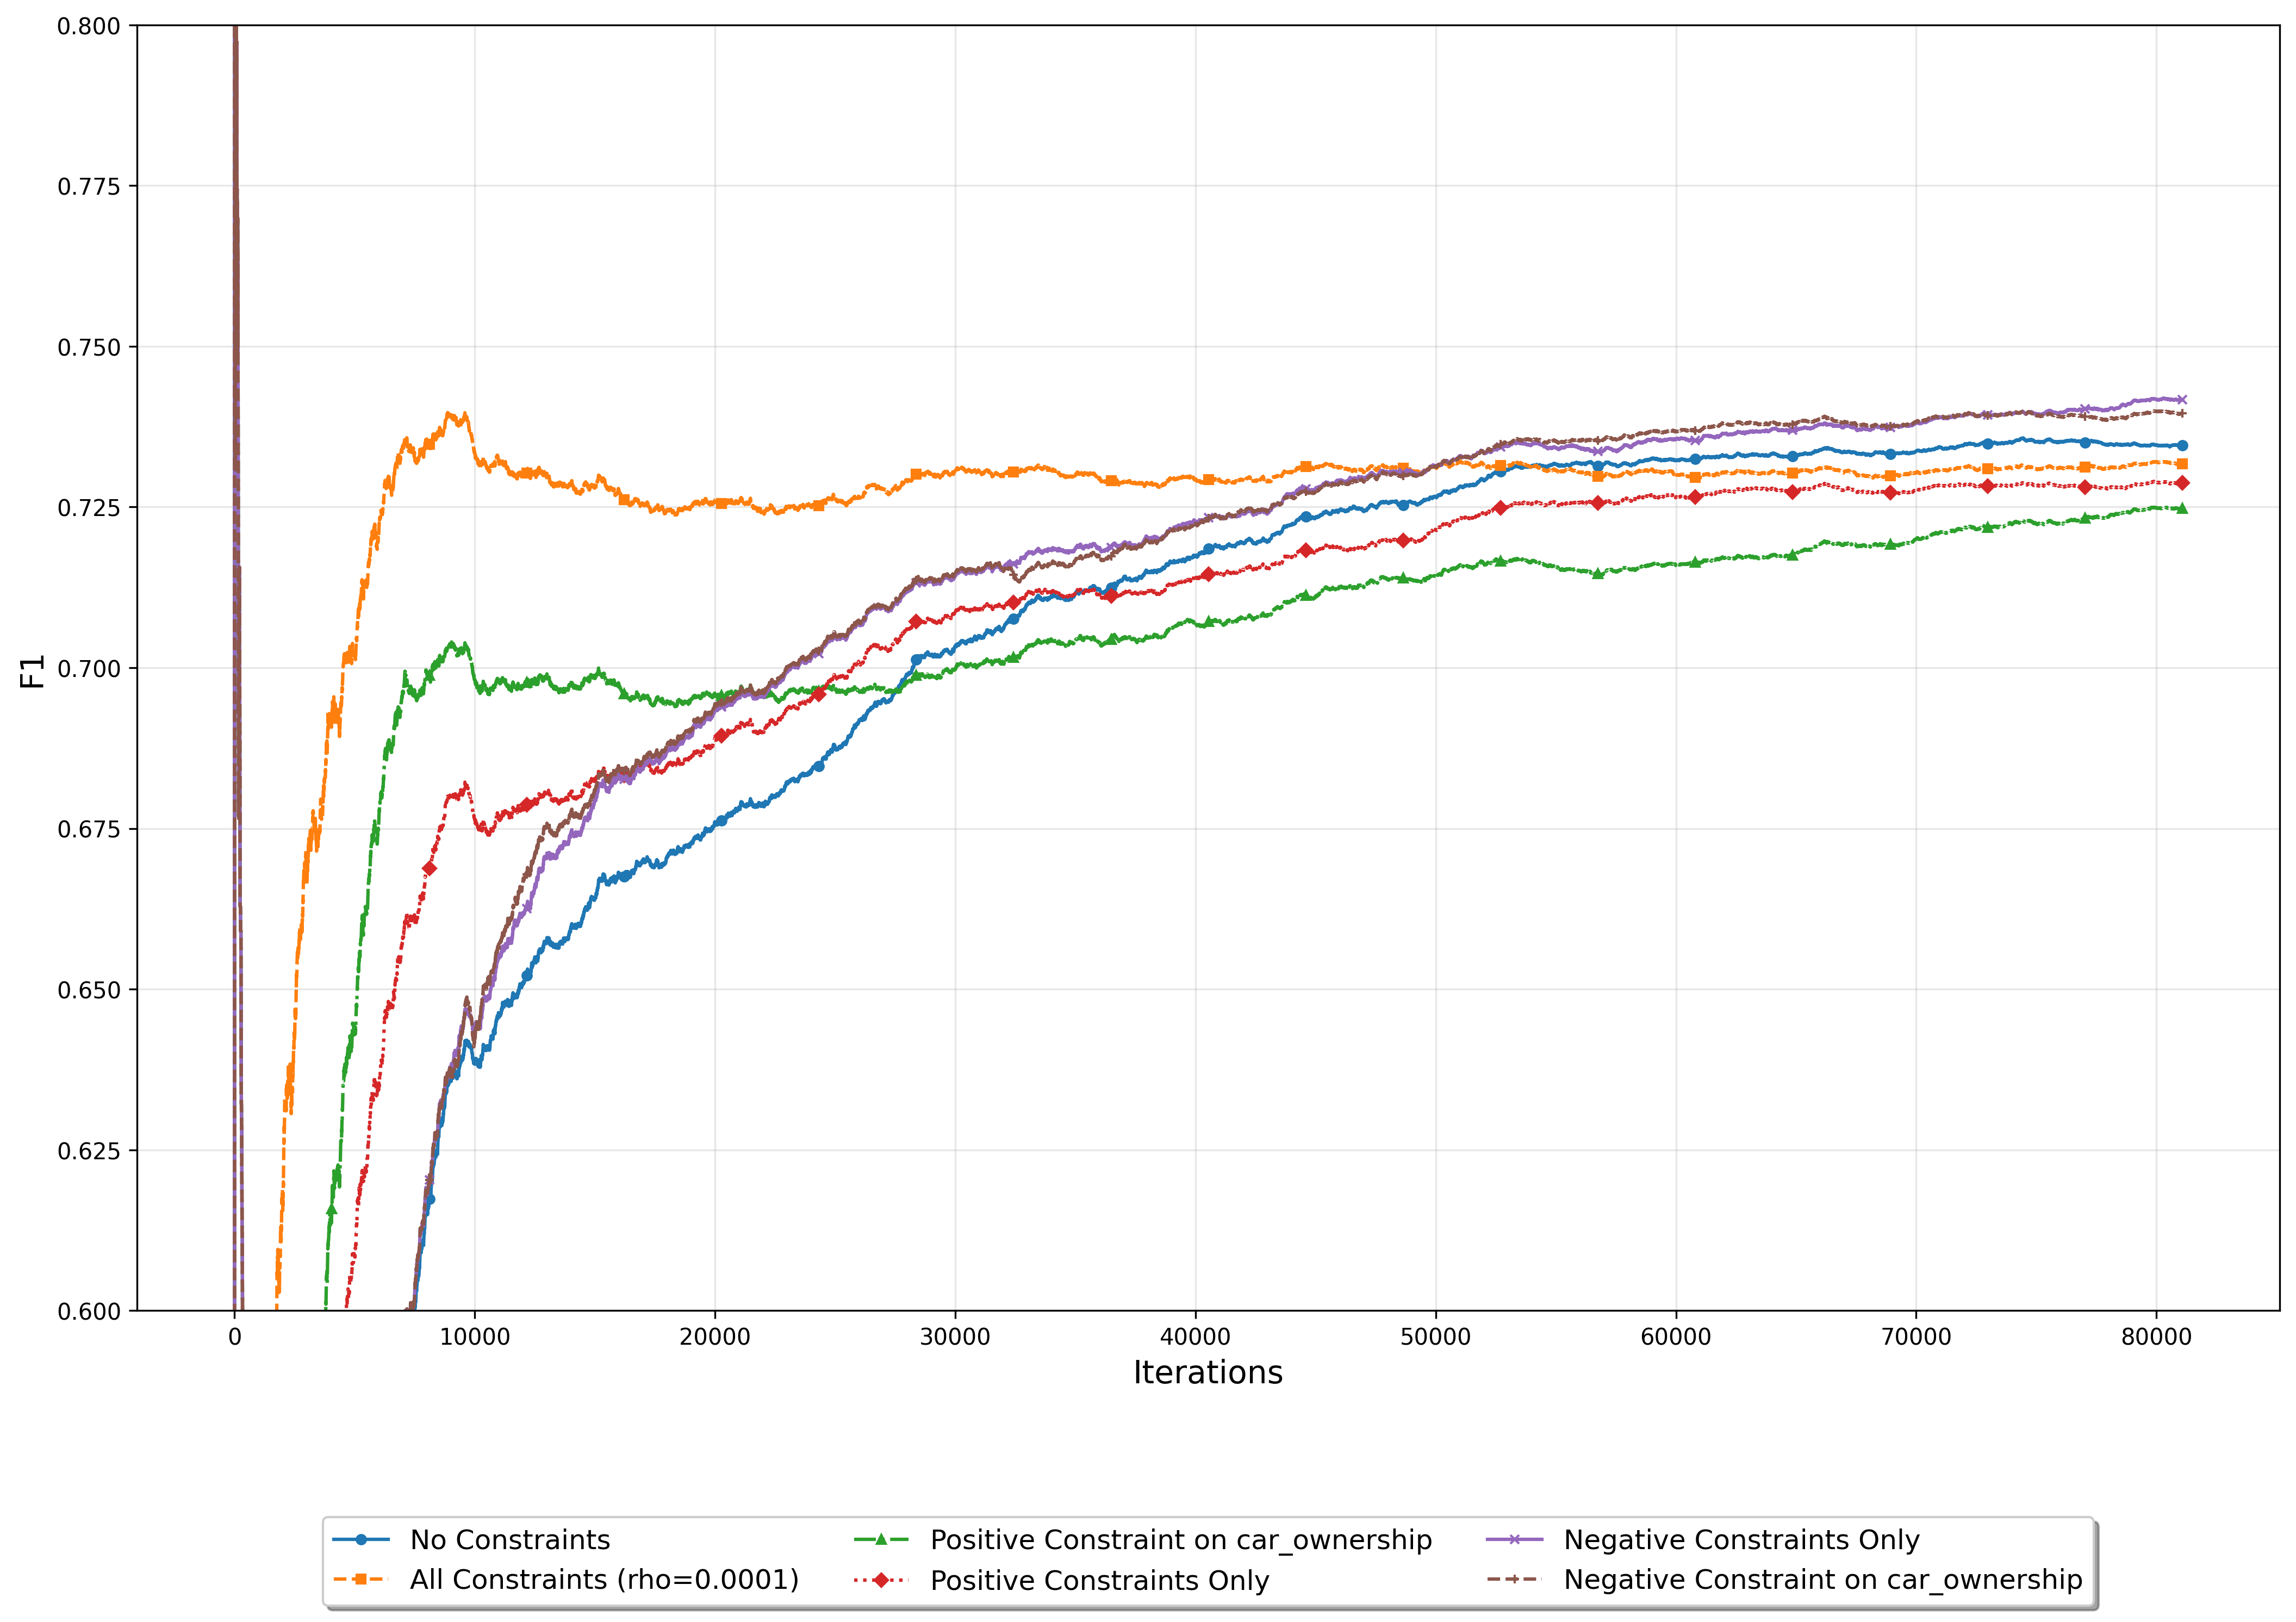 0.800
0.775
0.750
0.725
0.700
0.675
0.650
0.625
0.600
F1
0 10000 20000 30000 40000 50000 60000 70000 80000
Iterations
No Constraints Positive Constraint on car_ownership Negative Constraints Only
All Constraints (rho=0.0001) Positive Constraints Only Negative Constraint on car_ownership